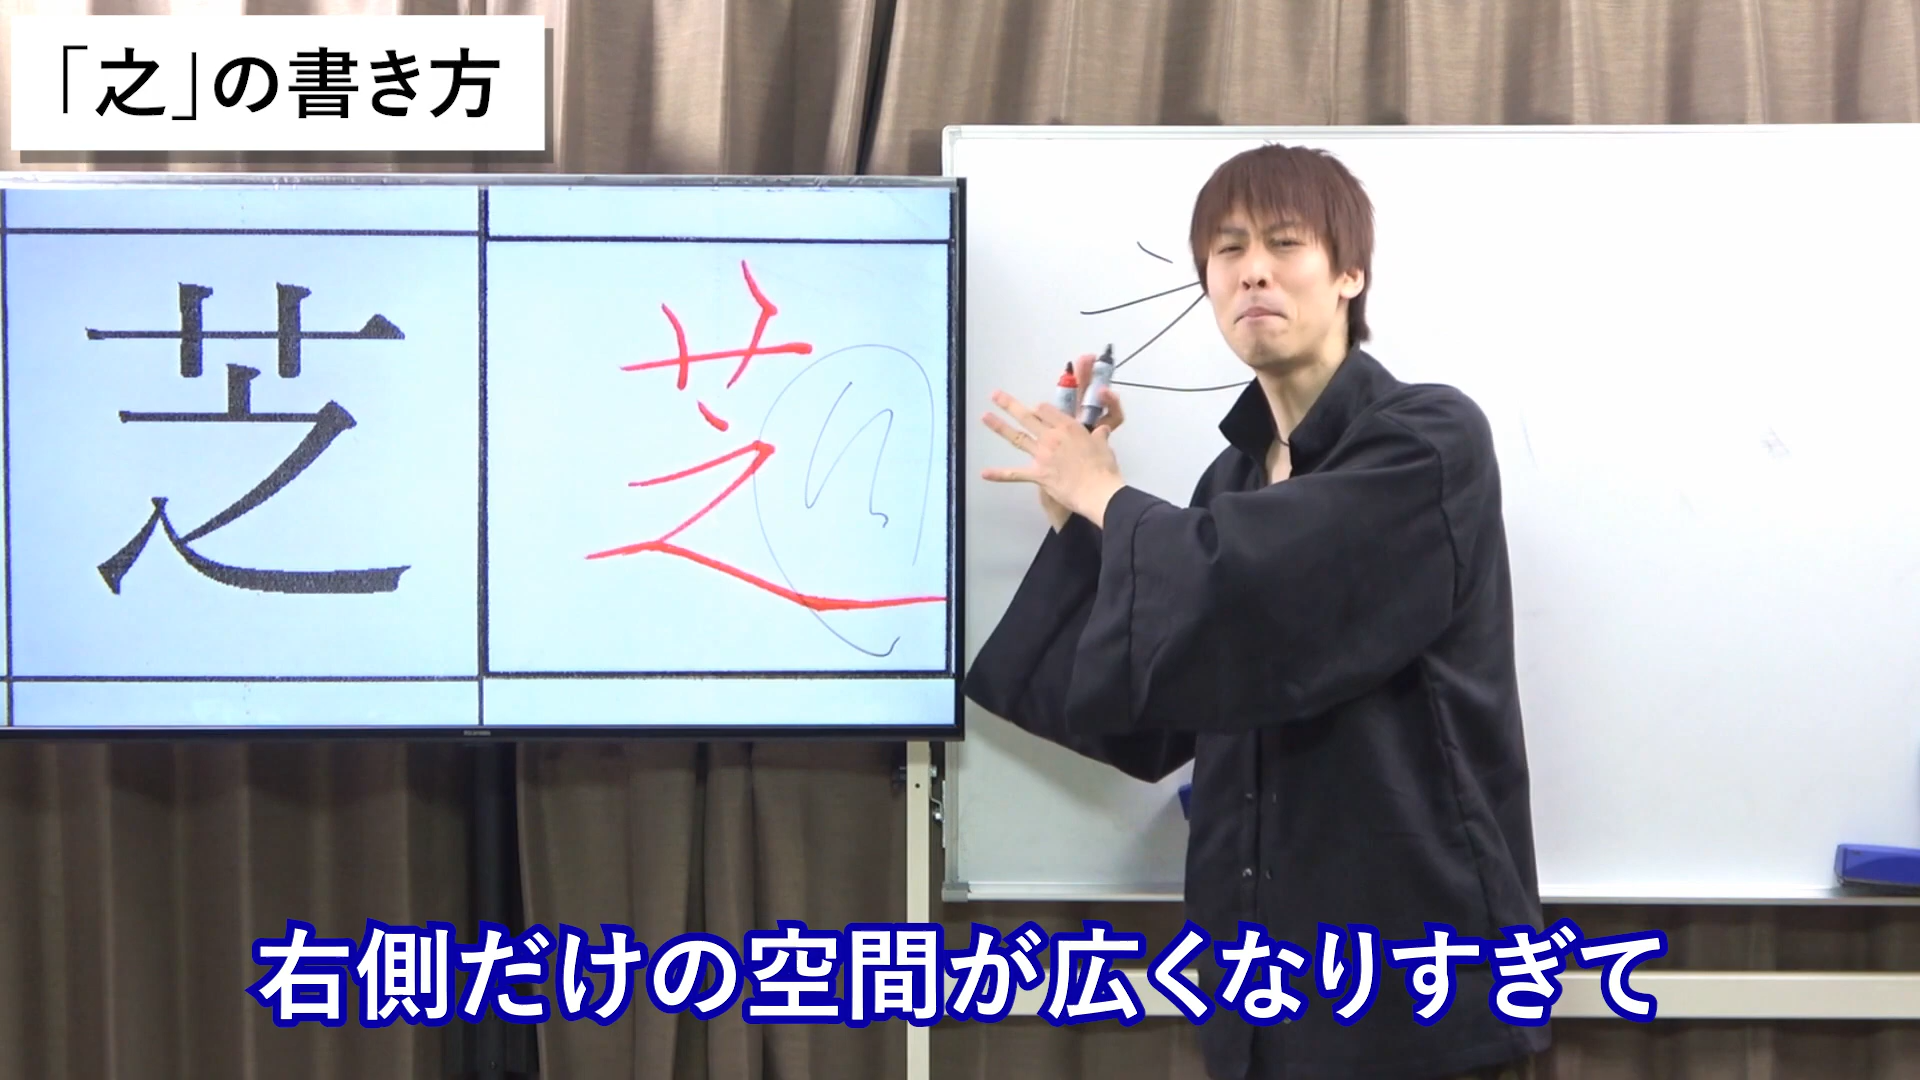 「之」の書き方
芝
芝
右側だけの空間が広くなりすぎて